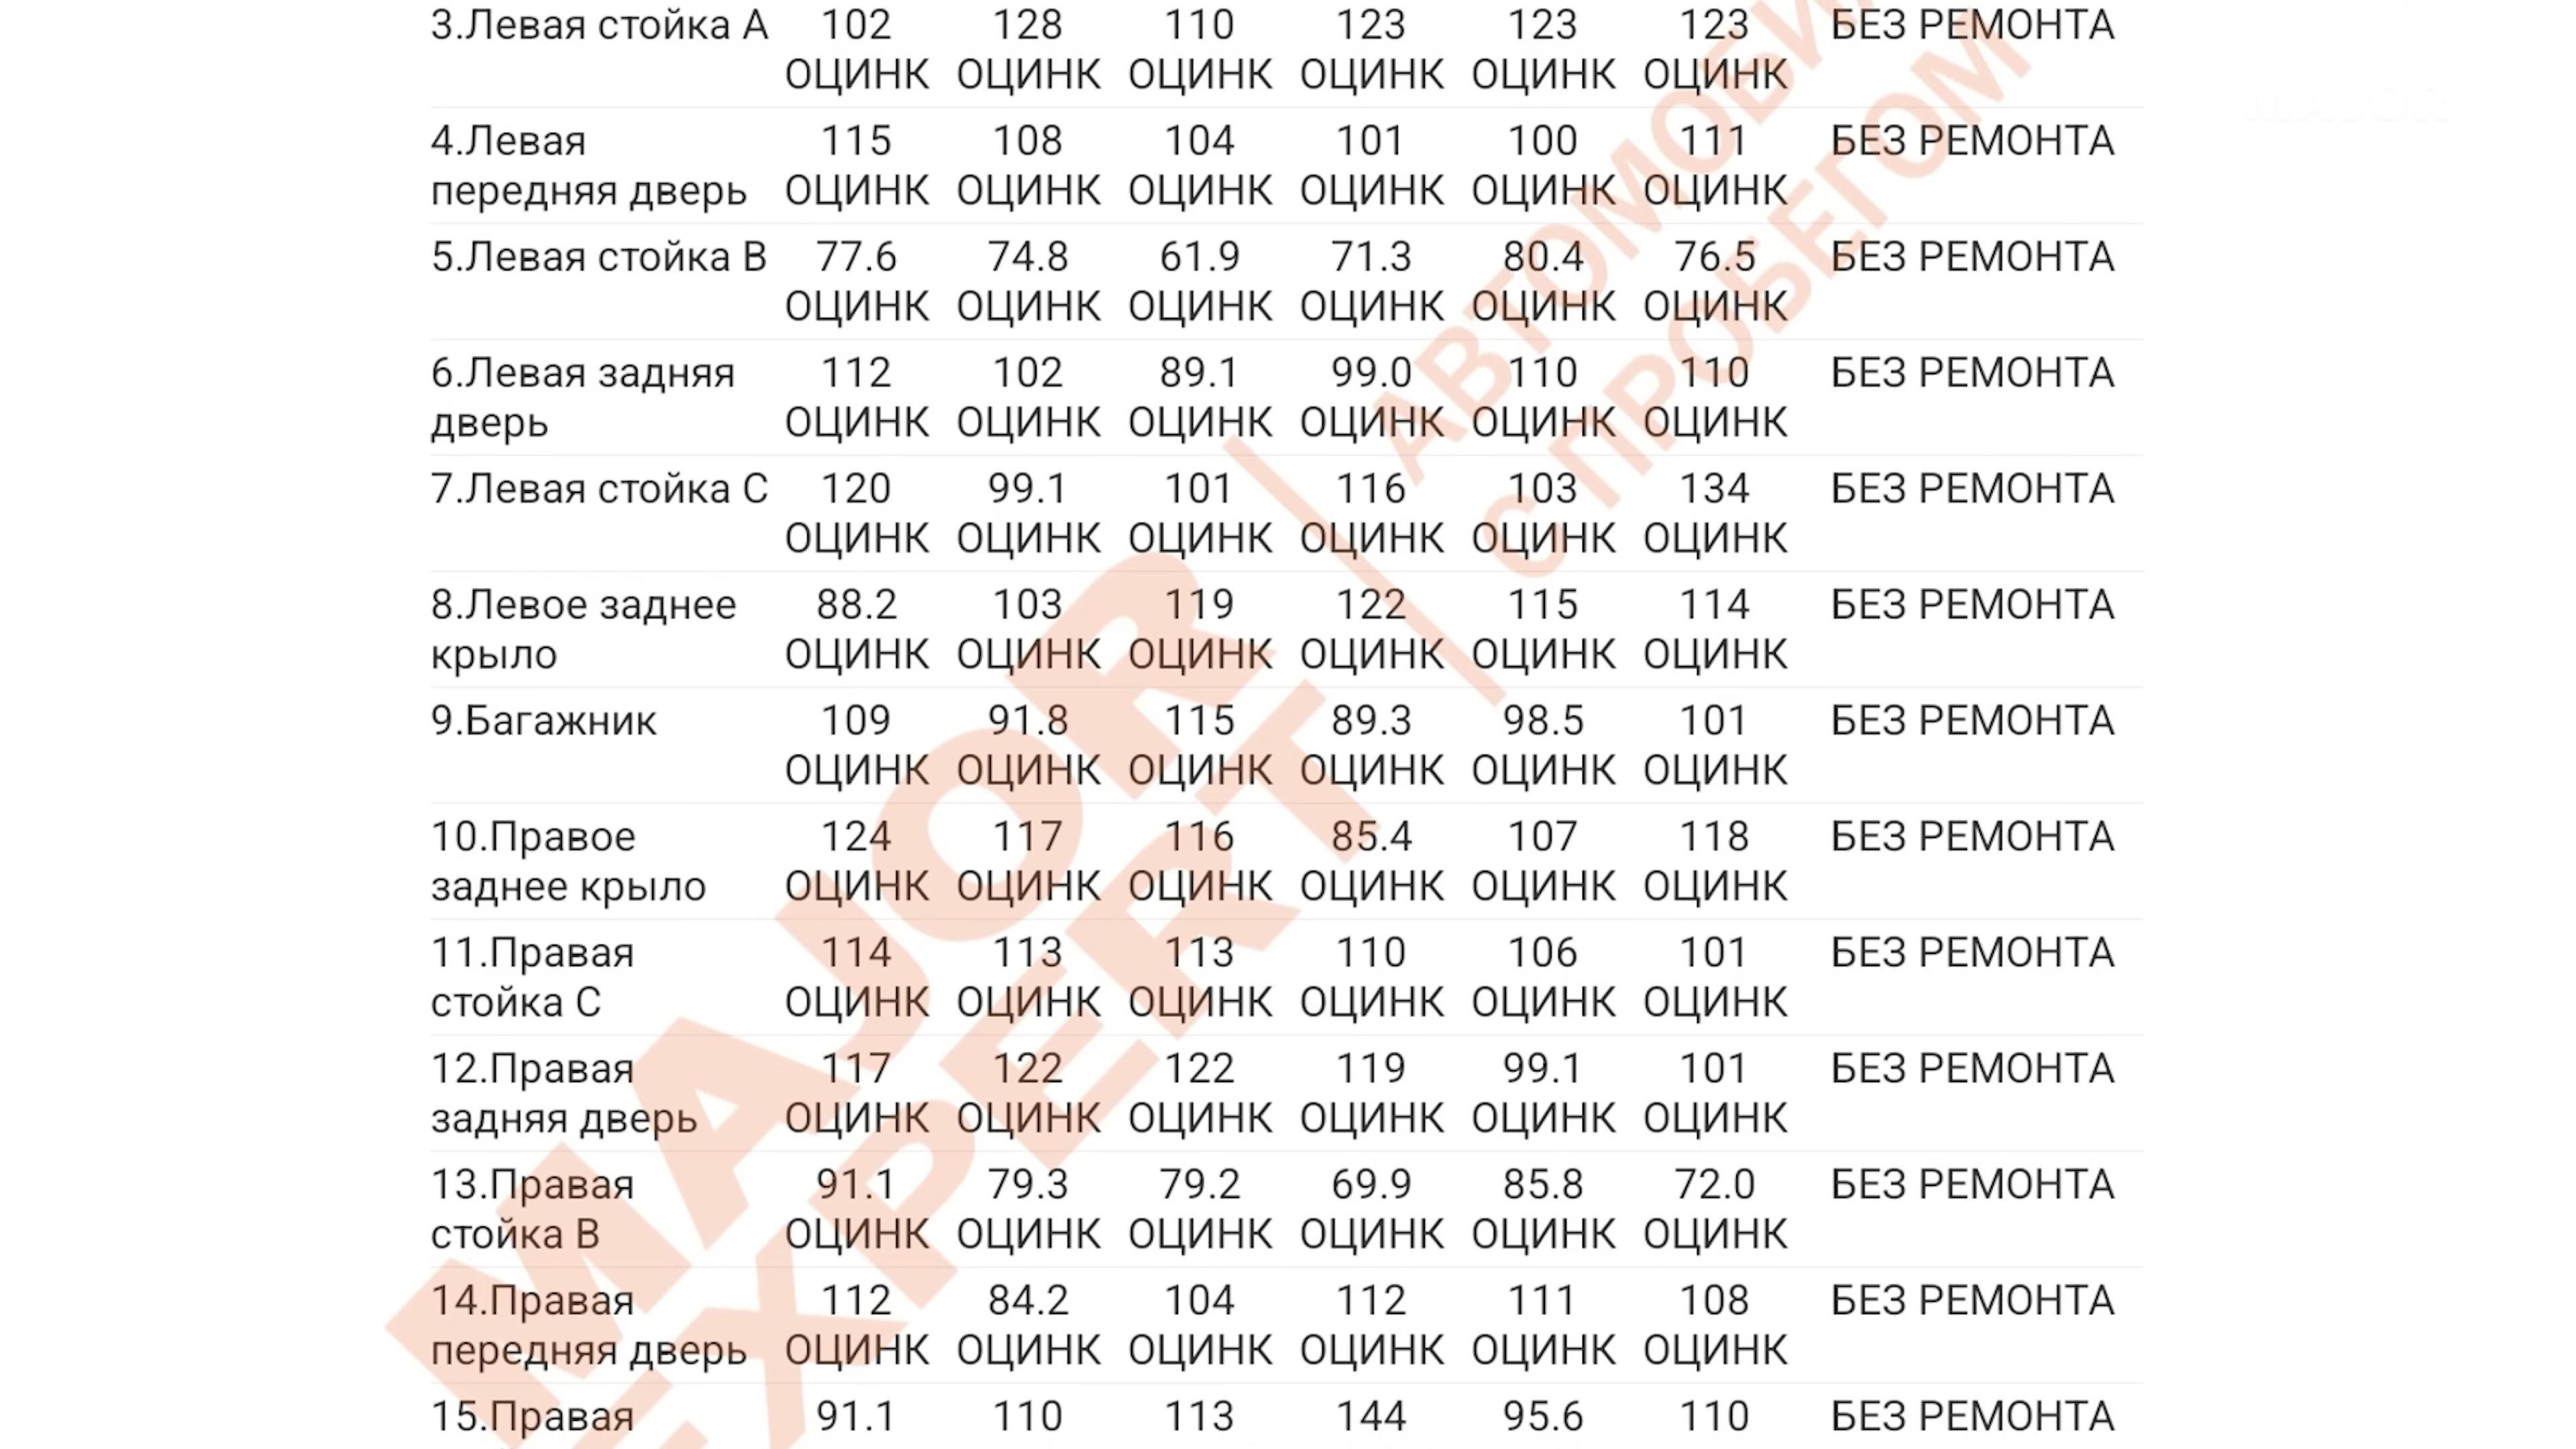 3.Левая стойка A 102 128 110 123 123 123 БЕЗ РЕМОНТА
ОЦИНК ОЦИНК ОЦИНК ОЦИНК ОЦИНК ОЦИНК
4.Левая 115 108 104 101 100 111 БЕЗ РЕМОНТА
передняя дверь ОЦИНК ОЦИНК ОЦИНК ОЦИНК ОЦИНК ОЦИНК
5.Левая стойка B 77.6 74.8 61.9 71.3 80.4 76.5 БЕЗ РЕМОНТА
ОЦИНК ОЦИНК ОЦИНК ОЦИНК ОЦИНК ОЦИНК
6.Левая задняя 112 102 89.1 99.0 110 110 БЕЗ РЕМОНТА
дверь ОЦИНК ОЦИНК ОЦИНК ОЦИНК ОЦИНК ОЦИНК
7.Левая стойка C 120 99.1 101 116 103 134 БЕЗ РЕМОНТА
ОЦИНК ОЦИНК ОЦИНК ОЦИНК ОЦИНК ОЦИНК
8.Левое заднее 88.2 103 119 122 115 114 БЕЗ РЕМОНТА
крыло ОЦИНК ОЦИНК ОЦИНК ОЦИНК ОЦИНК ОЦИНК
9.Багажник 109 91.8 115 89.3 98.5 101 БЕЗ РЕМОНТА
ОЦИНК ОЦИНК ОЦИНК ОЦИНК ОЦИНК ОЦИНК
10.Правое 124 117 116 85.4 107 118 БЕЗ РЕМОНТА
заднее крыло ОЦИНК ОЦИНК ОЦИНК ОЦИНК ОЦИНК ОЦИНК
11.Правая 114 113 113 110 106 101 БЕЗ РЕМОНТА
стойка C ОЦИНК ОЦИНК ОЦИНК ОЦИНК ОЦИНК ОЦИНК
12.Правая 117 122 122 119 99.1 101 БЕЗ РЕМОНТА
задняя дверь ОЦИНК ОЦИНК ОЦИНК ОЦИНК ОЦИНК ОЦИНК
13.Правая 91.1 79.3 79.2 69.9 85.8 72.0 БЕЗ РЕМОНТА
стойка B ОЦИНК ОЦИНК ОЦИНК ОЦИНК ОЦИНК ОЦИНК
14.Правая 112 84.2 104 112 111 108 БЕЗ РЕМОНТА
передняя дверь ОЦИНК ОЦИНК ОЦИНК ОЦИНК ОЦИНК ОЦИНК
15.Правая 91.1 110 113 144 95.6 110 БЕЗ РЕМОНТА
MAJOR
EXPERT
С ПРОБЕГОМ